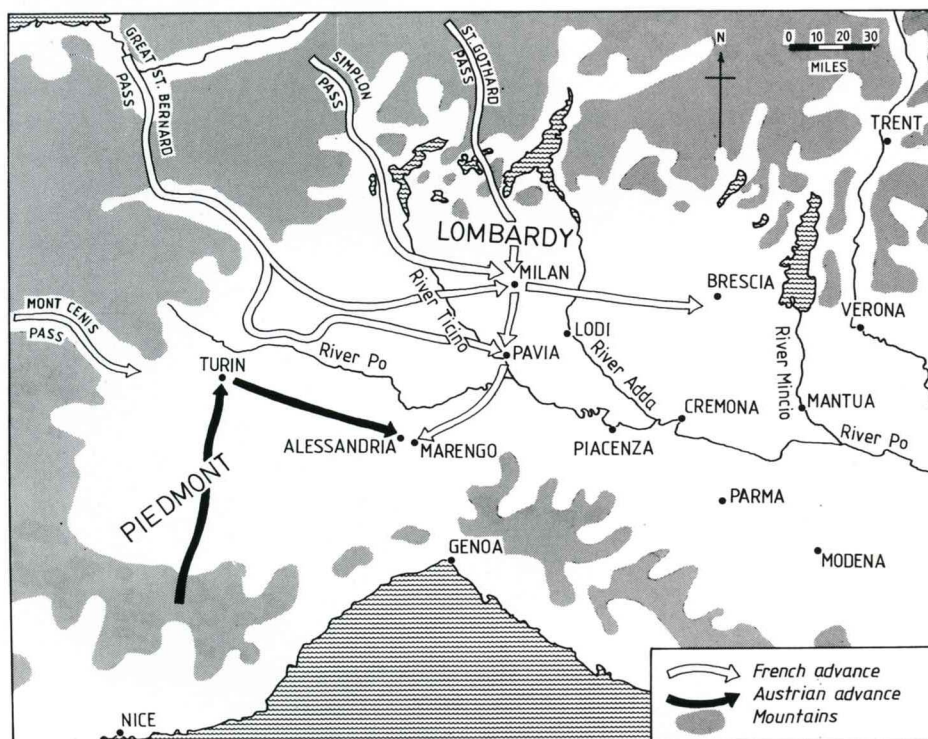 GREAT ST. BERNARD
PASS
SIMPLON
PASS
ST. GOTHARD
PASS
N
0 10 20 30
MILES
TRENT
LOMBARDY
MILAN
BRESCIA
VERONA
River Ticino
LODI
River Adda
River Mincio
MONT CENIS
PASS
TURIN
River Po
PAVIA
CREMONA
MANTUA
River Po
ALESSANDRIA
MARENGO
PIACENZA
PIEDMONT
PARMA
MODENA
GENOA
NICE
French advance
Austrian advance
Mountains